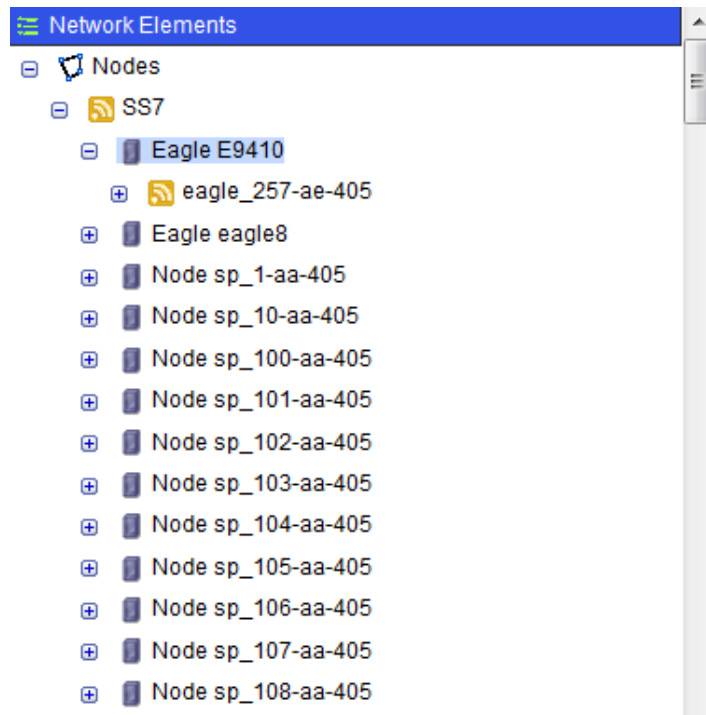 Network Elements
Nodes
SS7
Eagle E9410
eagle_257-ae-405
Eagle eagle8
Node sp_1-aa-405
Node sp_10-aa-405
Node sp_100-aa-405
Node sp_101-aa-405
Node sp_102-aa-405
Node sp_103-aa-405
Node sp_104-aa-405
Node sp_105-aa-405
Node sp_106-aa-405
Node sp_107-aa-405
Node sp_108-aa-405